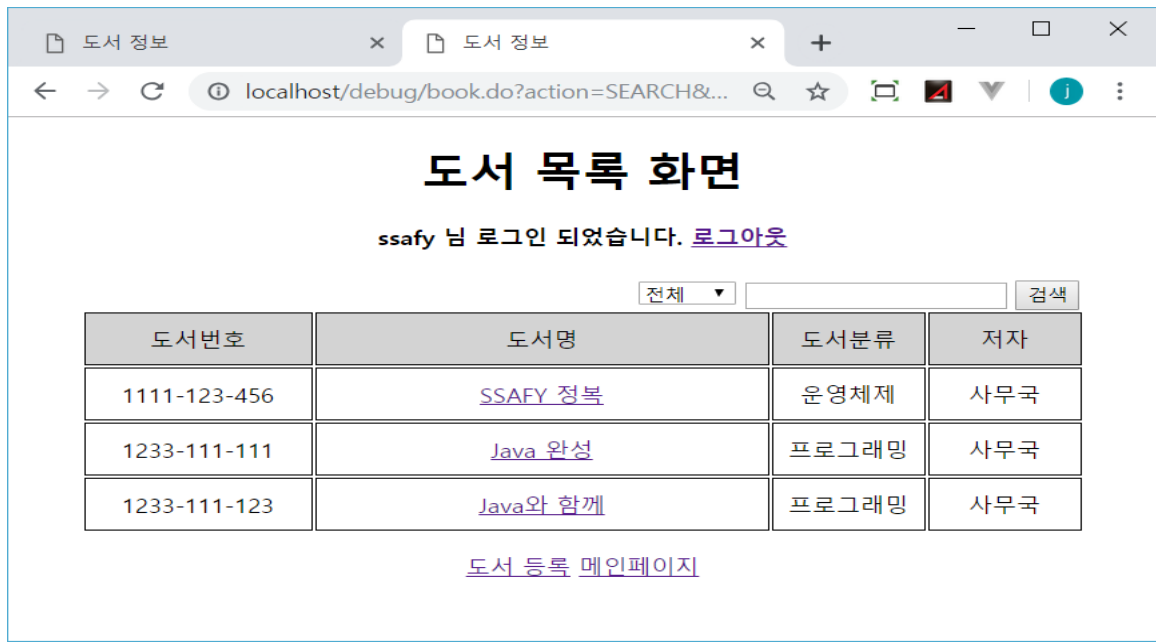 도서 정보
도서 정보
localhost/debug/book.do?action=SEARCH&...
j
도서 목록 화면
ssafy 님 로그인 되었습니다. 로그아웃
전체 검색
도서번호 도서명 도서분류 저자
1111-123-456 SSAFY 정복 운영체제 사무국
1233-111-111 Java 완성 프로그래밍 사무국
1233-111-123 Java와 함께 프로그래밍 사무국
도서 등록 메인페이지